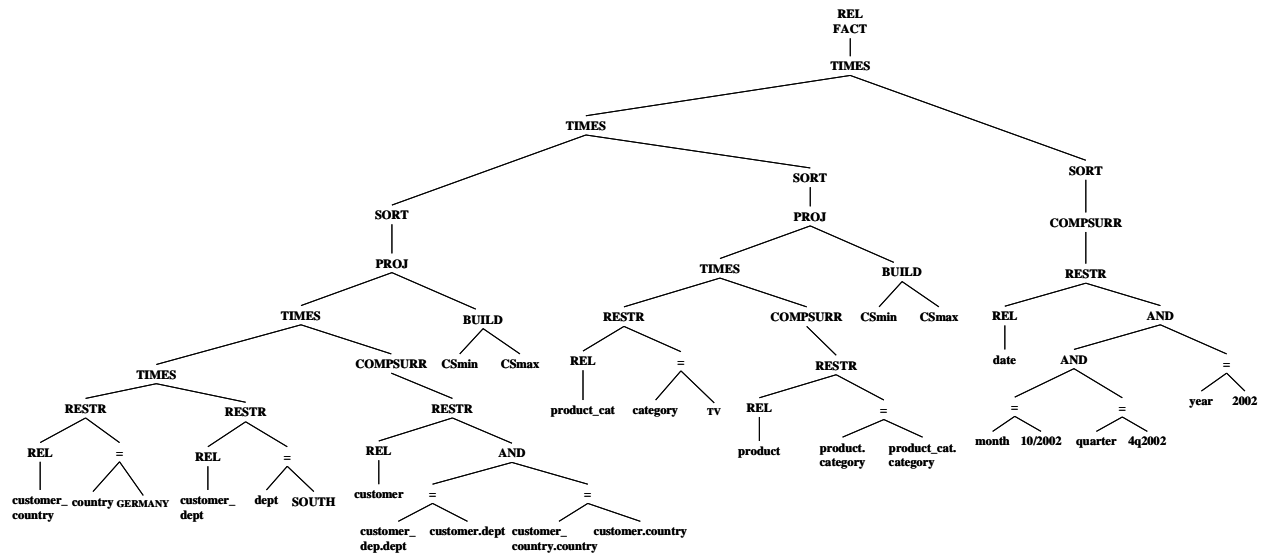 REL
FACT
TIMES
TIMES
SORT
SORT
SORT
PROJ
COMPSURR
PROJ
TIMES
BUILD
RESTR
TIMES
BUILD
RESTR
COMPSURR
CSmin
CSmax
REL
AND
COMPSURR
CSmin
CSmax
REL
=
RESTR
date
AND
=
TIMES
product_cat
category
TV
REL
=
=
=
year
2002
RESTR
RESTR
RESTR
product
product.
category
product_cat.
category
month
10/2002
quarter
4q2002
REL
=
REL
=
REL
AND
customer_
country
country
GERMANY
customer_
dept
dept
SOUTH
customer
=
=
customer_
dep.dept
customer.dept
customer_
country.country
customer.country